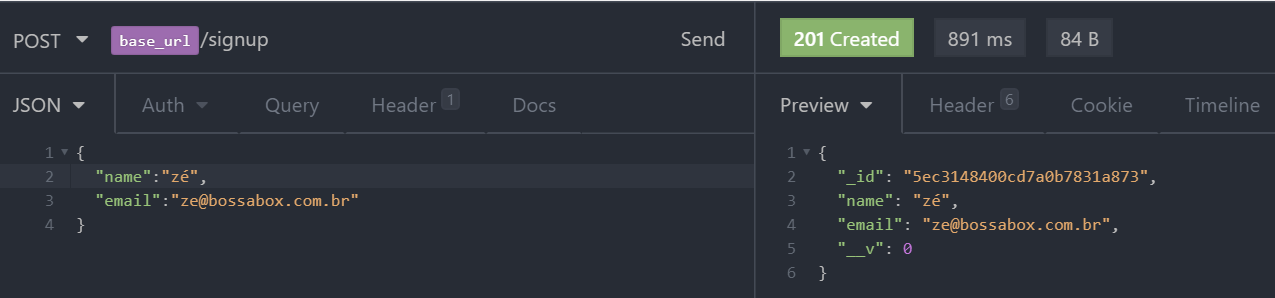 POST base_url/signup Send
201 Created 891 ms 84 B
JSON Auth Query Header 1 Docs
Preview Header 6 Cookie Timeline
1 {
2 "name":"zé",
3 "email":"ze@bossabox.com.br"
4 }
1 {
2 "_id": "5ec3148400cd7a0b7831a873",
3 "name": "zé",
4 "email": "ze@bossabox.com.br",
5 "__v": 0
6 }